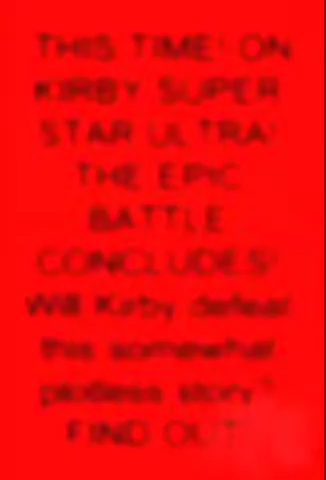 THIS TIME! ON
KIRBY SUPER
STAR ULTRA!
THE EPIC
BATTLE
CONCLUDES!
Will Kirby defeat
this somewhat
plotless story?
FIND OUT